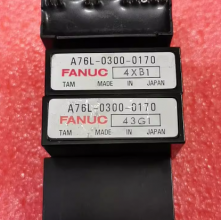 A76L-0300-0170
FANUC 4XB1
TAM MADE IN JAPAN
A76L-0300-0170
FANUC 43G1
TAM MADE IN JAPAN